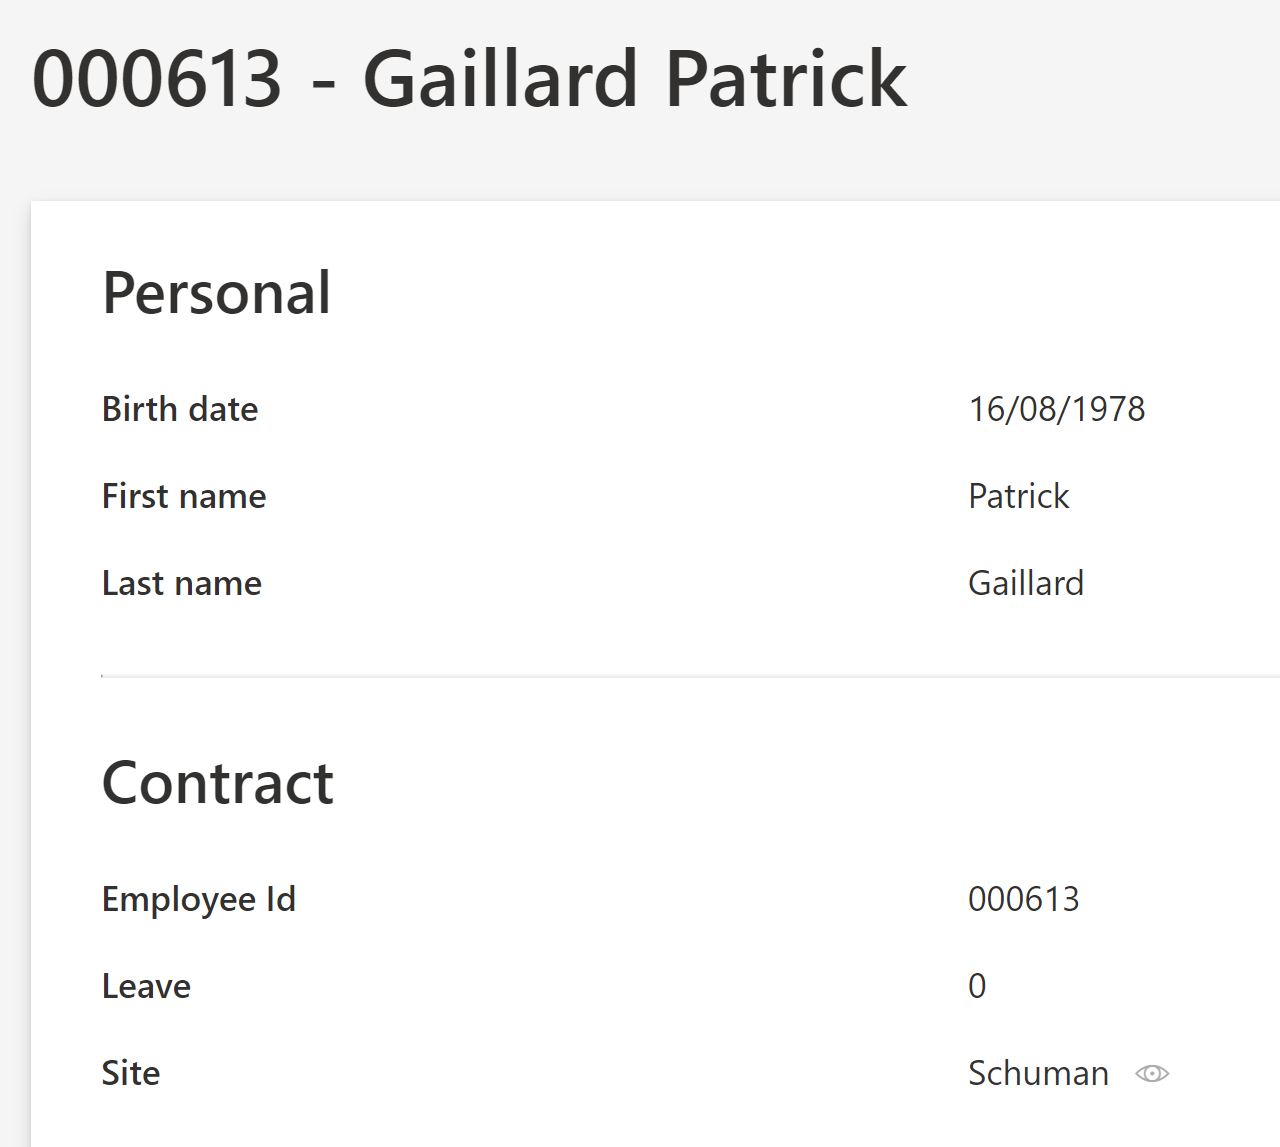 000613 - Gaillard Patrick
Personal
Birth date 16/08/1978
First name Patrick
Last name Gaillard
Contract
Employee Id 000613
Leave 0
Site Schuman